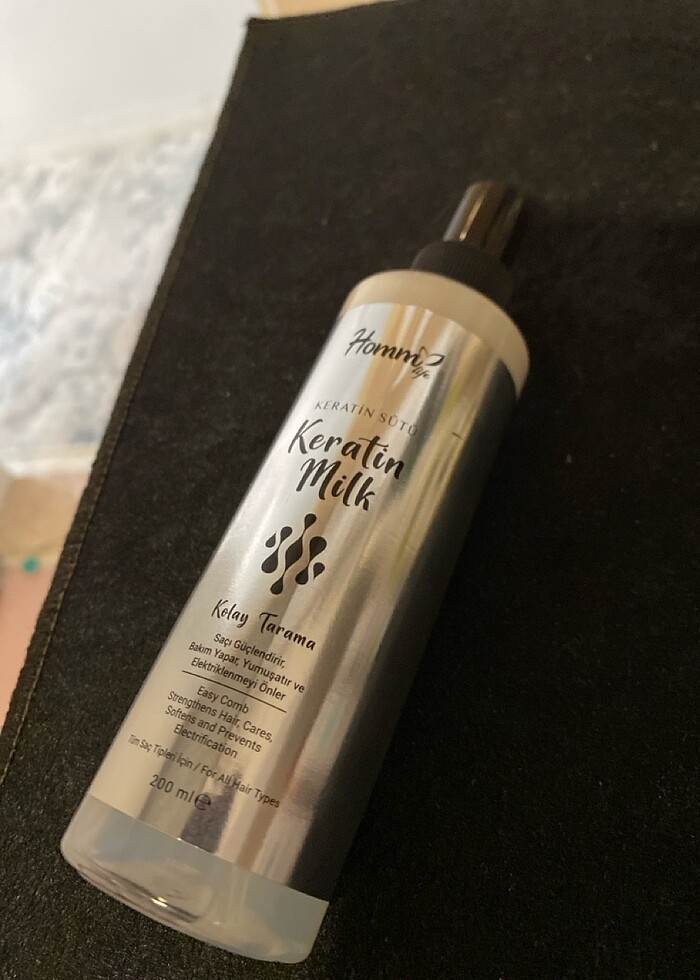 Homm
life
KERATİN SÜTÜ
Keratin
Milk
Kolay Tarama
Saçı Güçlendirir,
Bakım Yapar, Yumuşatır ve
Elektriklenmeyi Önler
Easy Comb
Strengthens Hair, Cares,
Softens and Prevents
Electrification
Tüm Saç Tipleri İçin / For All Hair Types
200 ml ℮